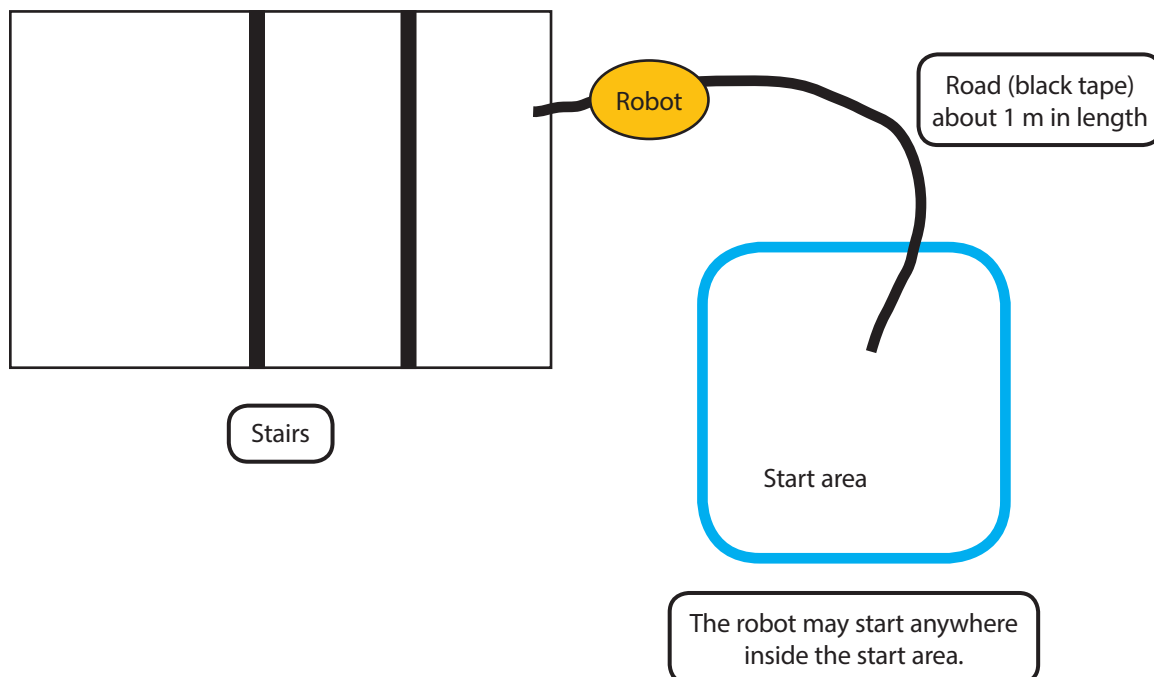 Robot
Road (black tape)
about 1 m in length
Stairs
Start area
The robot may start anywhere
inside the start area.